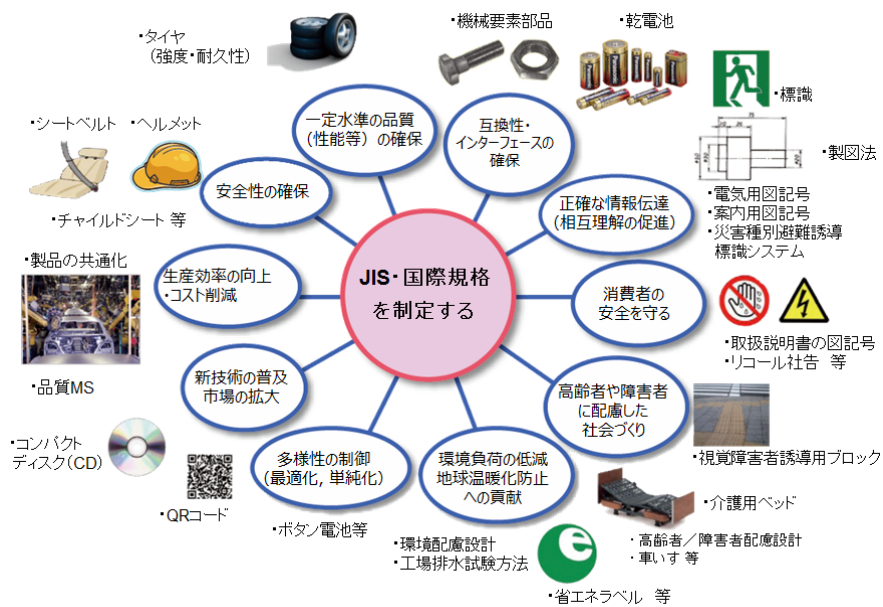 ・タイヤ
（強度・耐久性）
・機械要素部品
・乾電池
・標識
・シートベルト
・ヘルメット
・チャイルドシート 等
一定水準の品質
（性能等）の確保
互換性・
インターフェースの
確保
・製図法
安全性の確保
正確な情報伝達
（相互理解の促進）
・電気用図記号
・案内用図記号
・災害種別避難誘導
標識システム
・製品の共通化
生産効率の向上
・コスト削減
JIS・国際規格
を制定する
消費者の
安全を守る
・取扱説明書の図記号
・リコール社告 等
・品質MS
新技術の普及
市場の拡大
高齢者や障害者
に配慮した
社会づくり
・視覚障害者誘導用ブロック
・コンパクト
ディスク(CD)
・QRコード
多様性の制御
（最適化, 単純化）
・ボタン電池等
環境負荷の低減
地球温暖化防止
への貢献
・介護用ベッド
・高齢者／障害者配慮設計
・車いす 等
・環境配慮設計
・工場排水試験方法
・省エネラベル 等